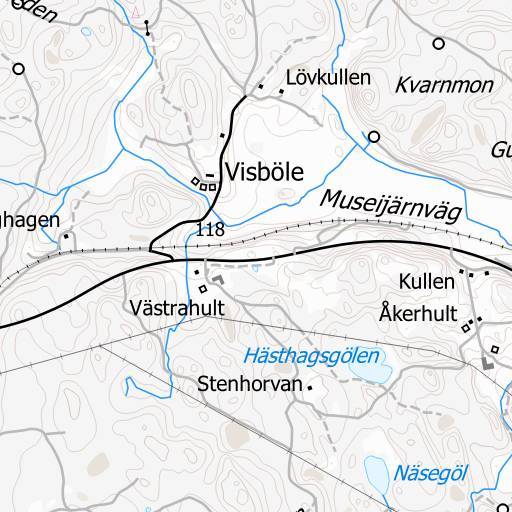 Lövkullen
Kvarnmon
Visböle
Museijärnväg
118
Kullen
Västrahult
Åkerhult
Hästhagsgölen
Stenhorvan
Näsegöl